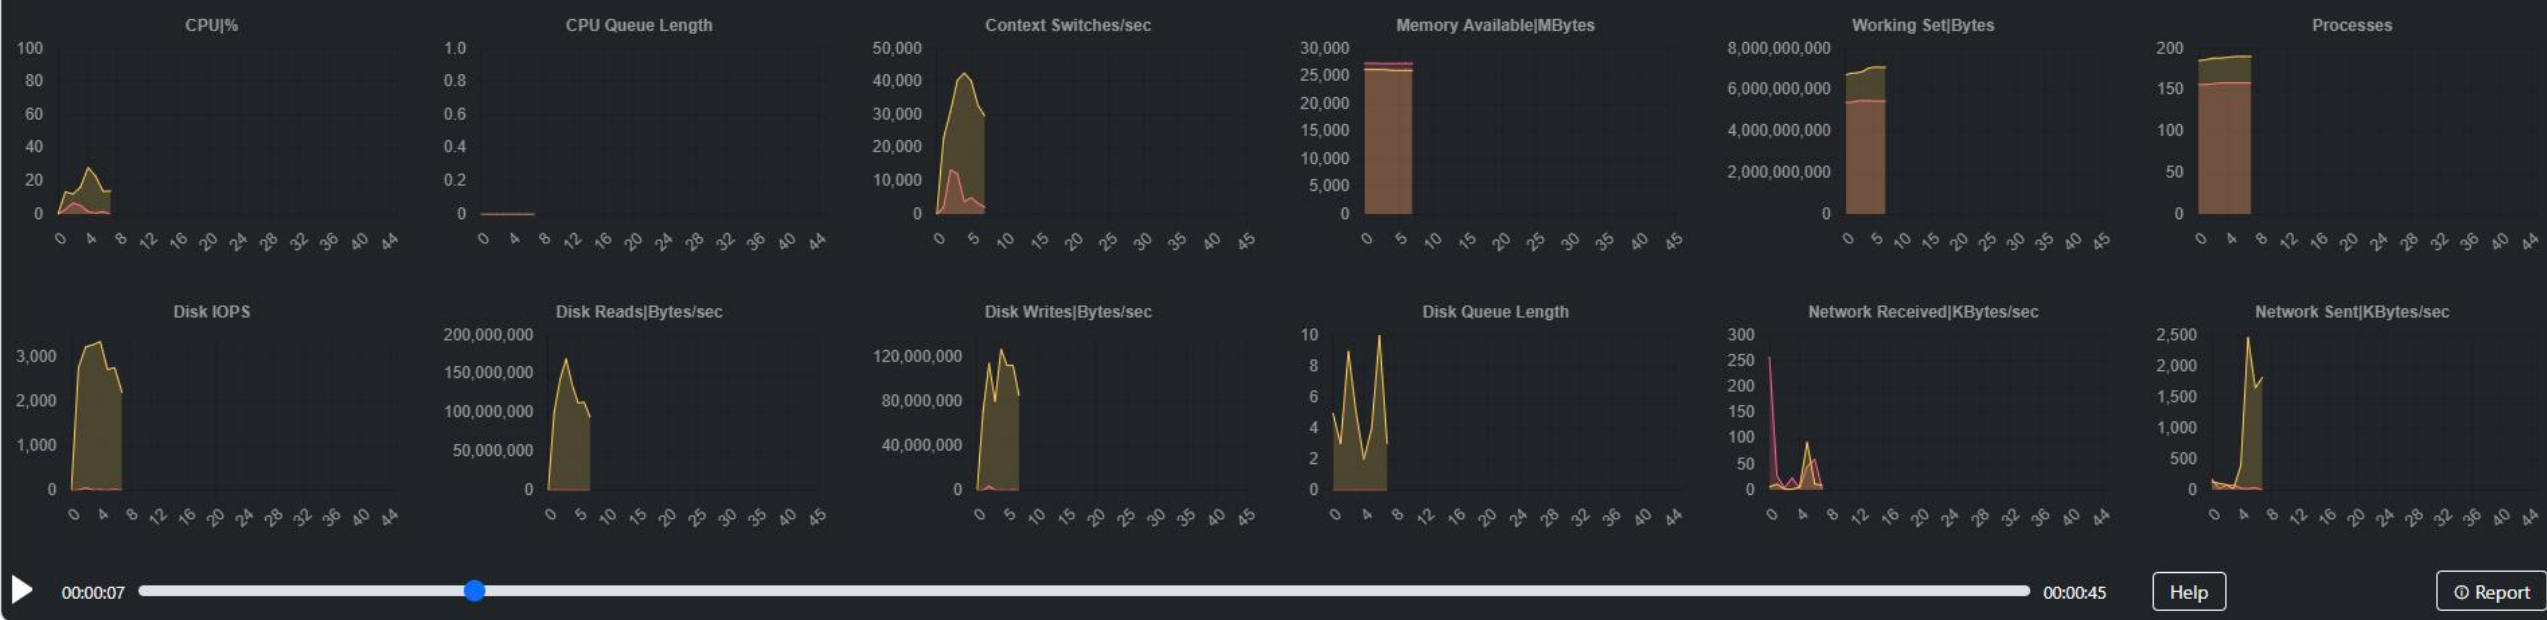 CPU|%
100
80
60
40
20
0
0 4 8 12 16 20 24 28 32 36 40 44
CPU Queue Length
1.0
0.8
0.6
0.4
0.2
0
0 4 8 12 16 20 24 28 32 36 40 44
Context Switches/sec
50,000
40,000
30,000
20,000
10,000
0
0 5 10 15 20 25 30 35 40 45
Memory Available|MBytes
30,000
25,000
20,000
15,000
10,000
5,000
0
0 5 10 15 20 25 30 35 40 45
Working Set|Bytes
8,000,000,000
6,000,000,000
4,000,000,000
2,000,000,000
0
0 5 10 15 20 25 30 35 40 45
Processes
200
150
100
50
0
0 4 8 12 16 20 24 28 32 36 40 44
Disk IOPS
3,000
2,000
1,000
0
0 4 8 12 16 20 24 28 32 36 40 44
Disk Reads|Bytes/sec
200,000,000
150,000,000
100,000,000
50,000,000
0
0 5 10 15 20 25 30 35 40 45
Disk Writes|Bytes/sec
120,000,000
80,000,000
40,000,000
0
0 5 10 15 20 25 30 35 40 45
Disk Queue Length
10
8
6
4
2
0
0 4 8 12 16 20 24 28 32 36 40 44
Network Received|KBytes/sec
300
250
200
150
100
50
0
0 4 8 12 16 20 24 28 32 36 40 44
Network Sent|KBytes/sec
2,500
2,000
1,500
1,000
500
0
0 4 8 12 16 20 24 28 32 36 40 44
00:00:07
00:00:45
Help
Report